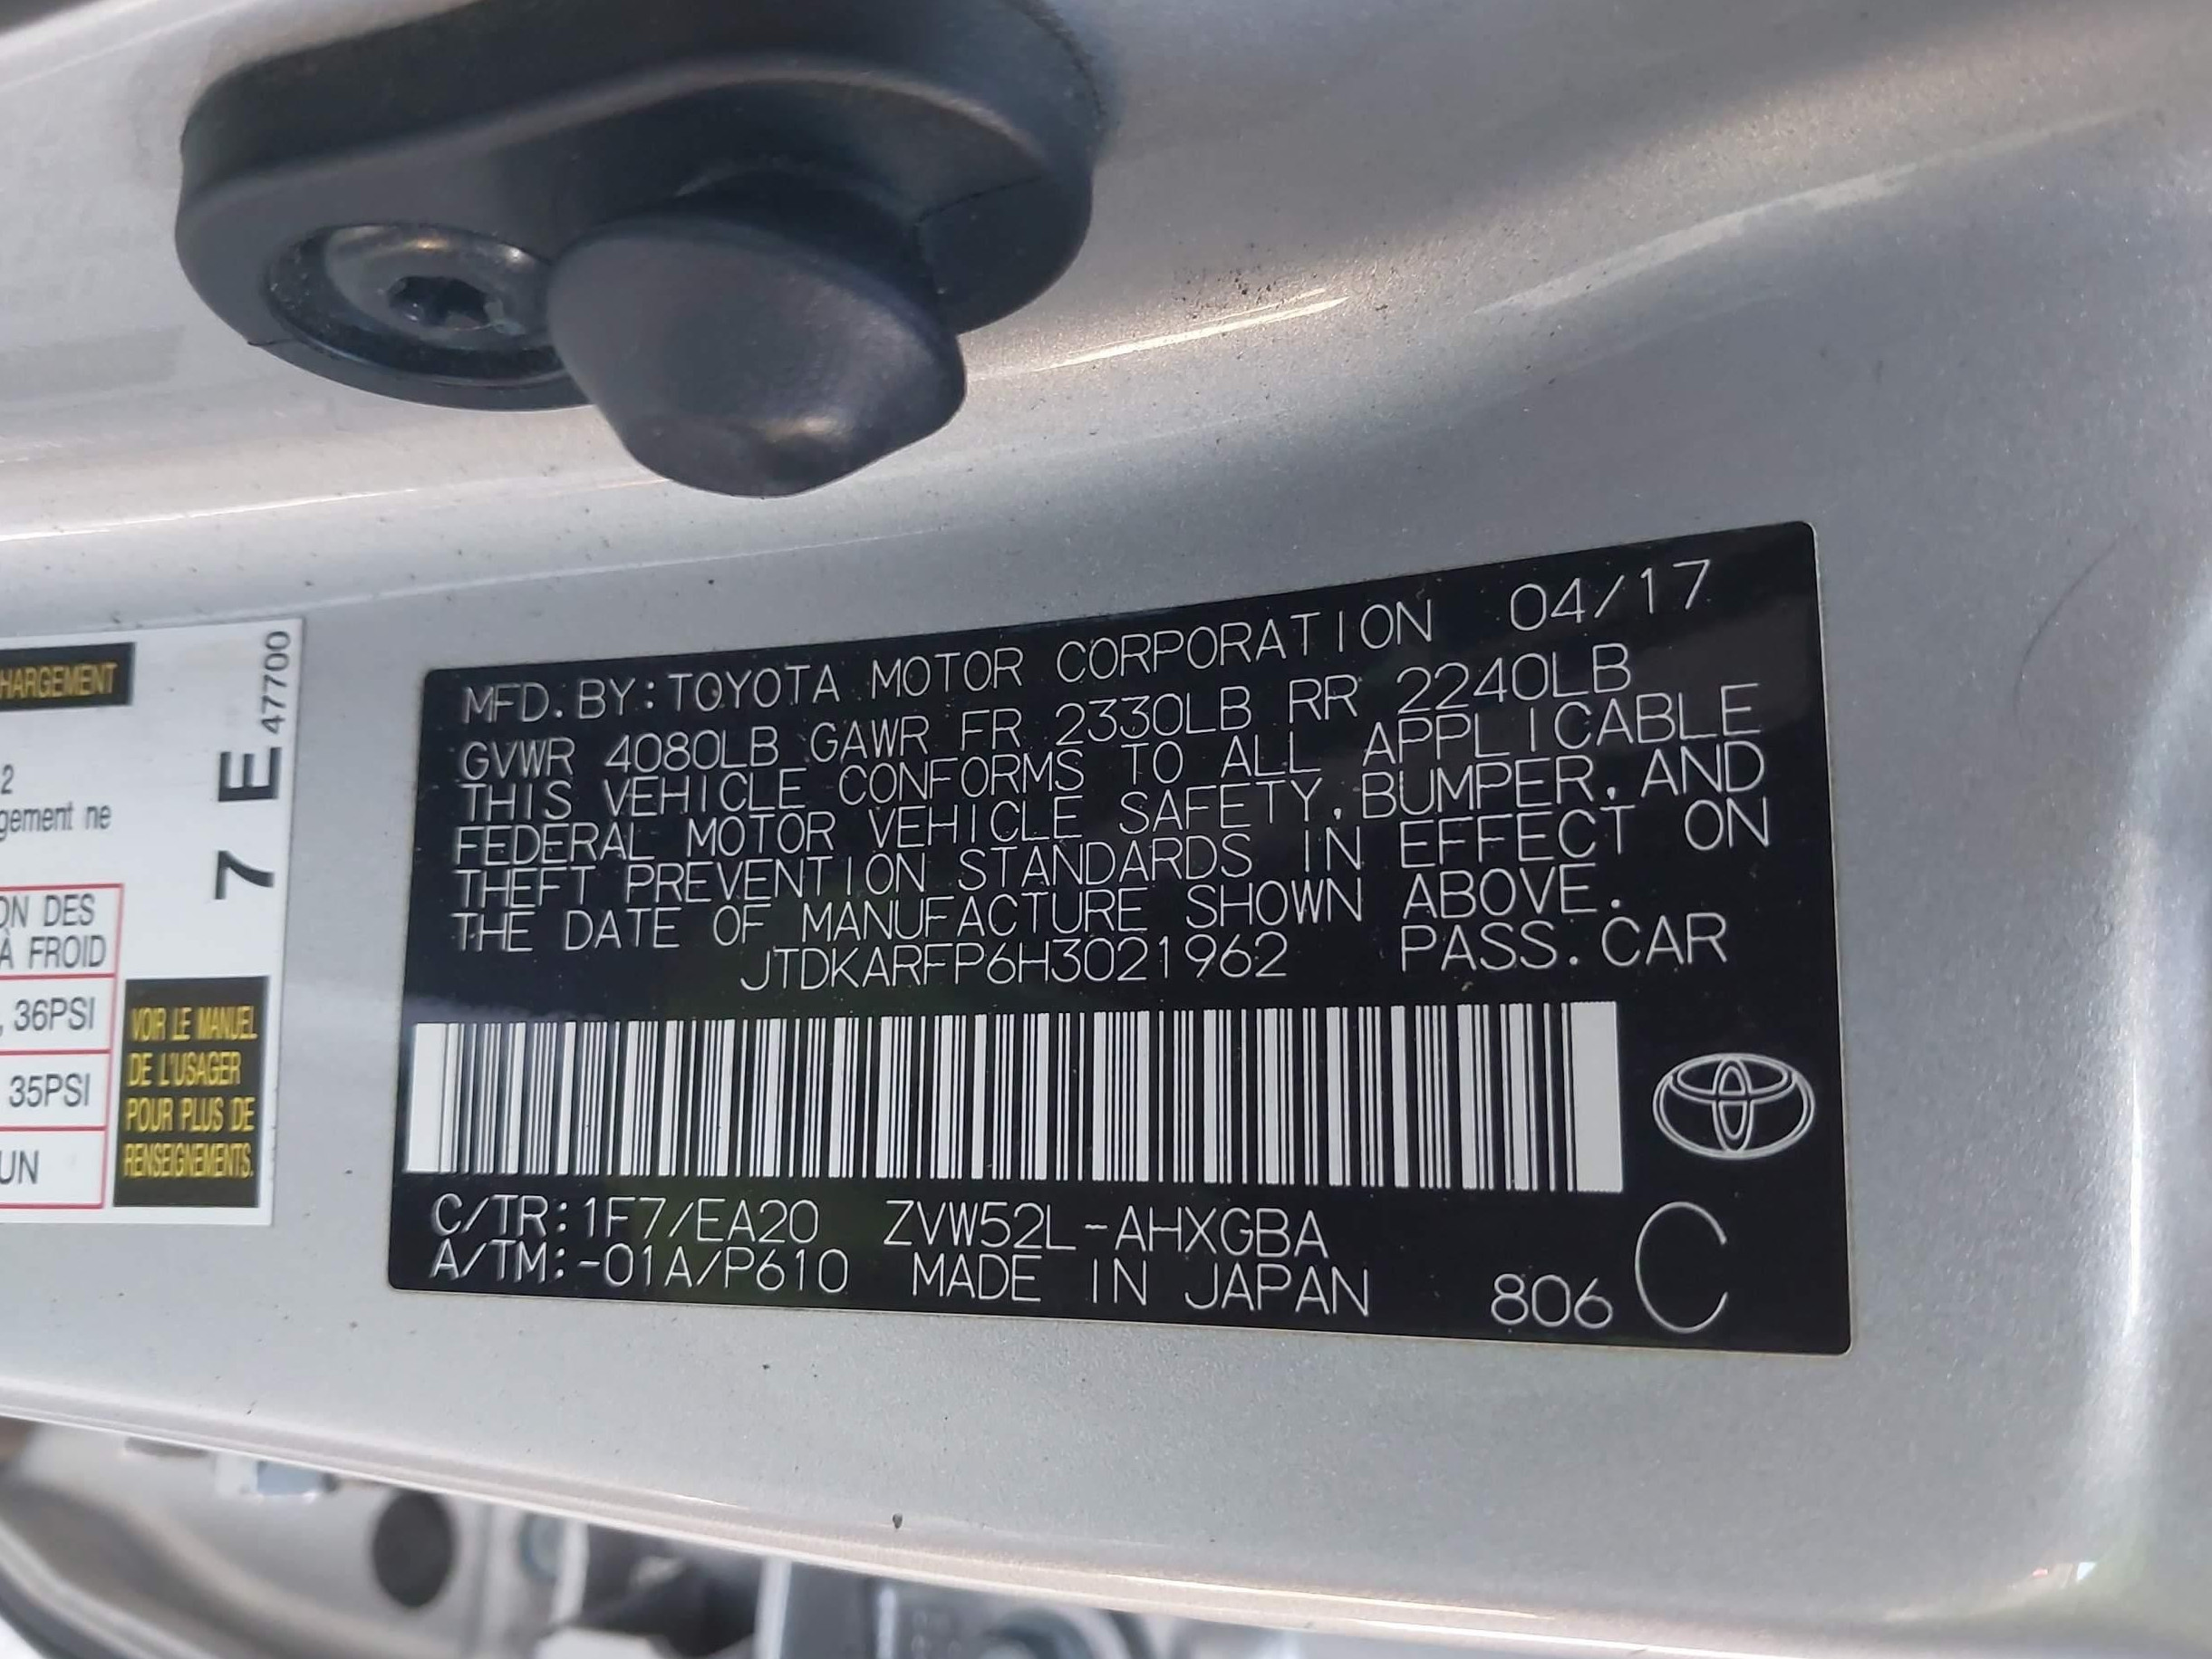 HARGEMENT
2
gement ne
ON DES
À FROID
, 36PSI
35PSI
UN
VOIR LE MANUEL
DE L'USAGER
POUR PLUS DE
RENSEIGNEMENTS.
7 E 47700
MFD. BY: TOYOTA MOTOR CORPORATION 04/17
GVWR 4080LB GAWR FR 2330LB RR 2240LB
THIS VEHICLE CONFORMS TO ALL APPLICABLE
FEDERAL MOTOR VEHICLE SAFETY, BUMPER, AND
THEFT PREVENTION STANDARDS IN EFFECT ON
THE DATE OF MANUFACTURE SHOWN ABOVE.
JTDKARFP6H3021962 PASS. CAR
C/TR: 1F7/EA20 ZVW52L-AHXGBA
A/TM: -01A/P610 MADE IN JAPAN 806 C